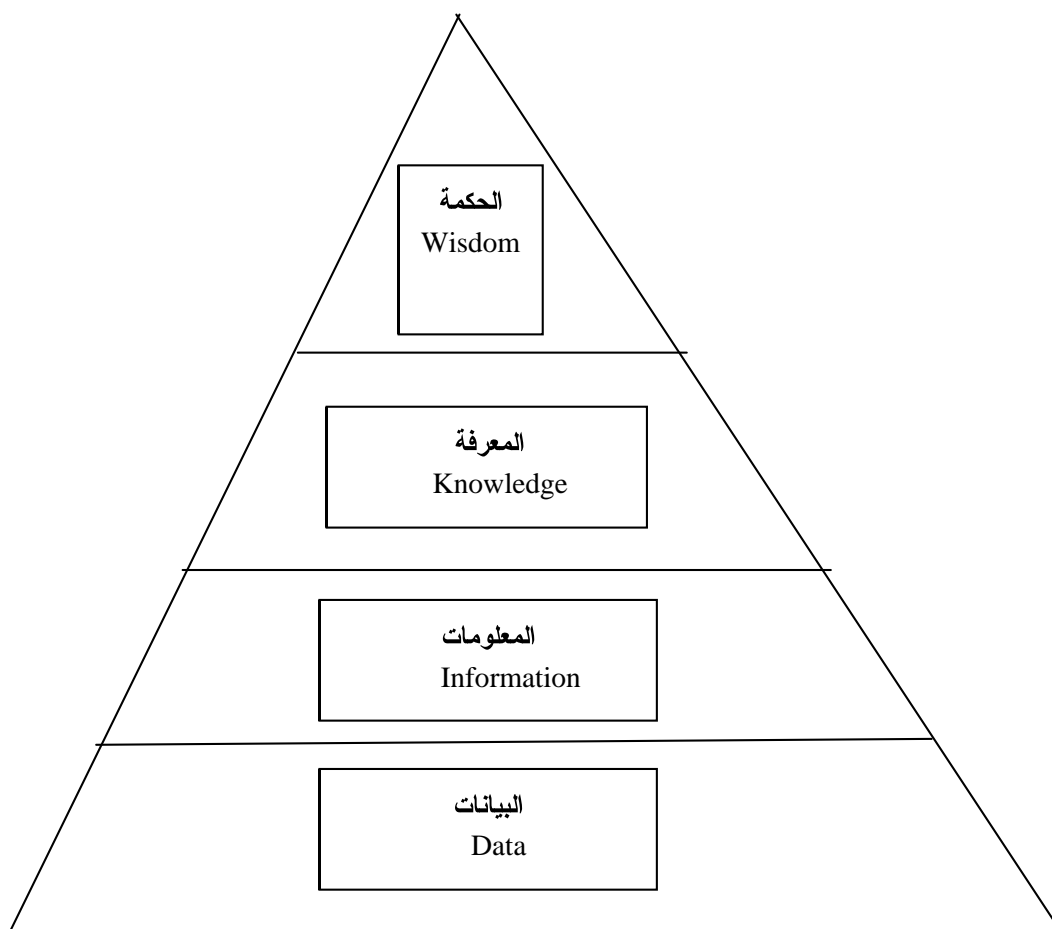 الحكمة
Wisdom
المعرفة
Knowledge
المعلومات
Information
البيانات
Data